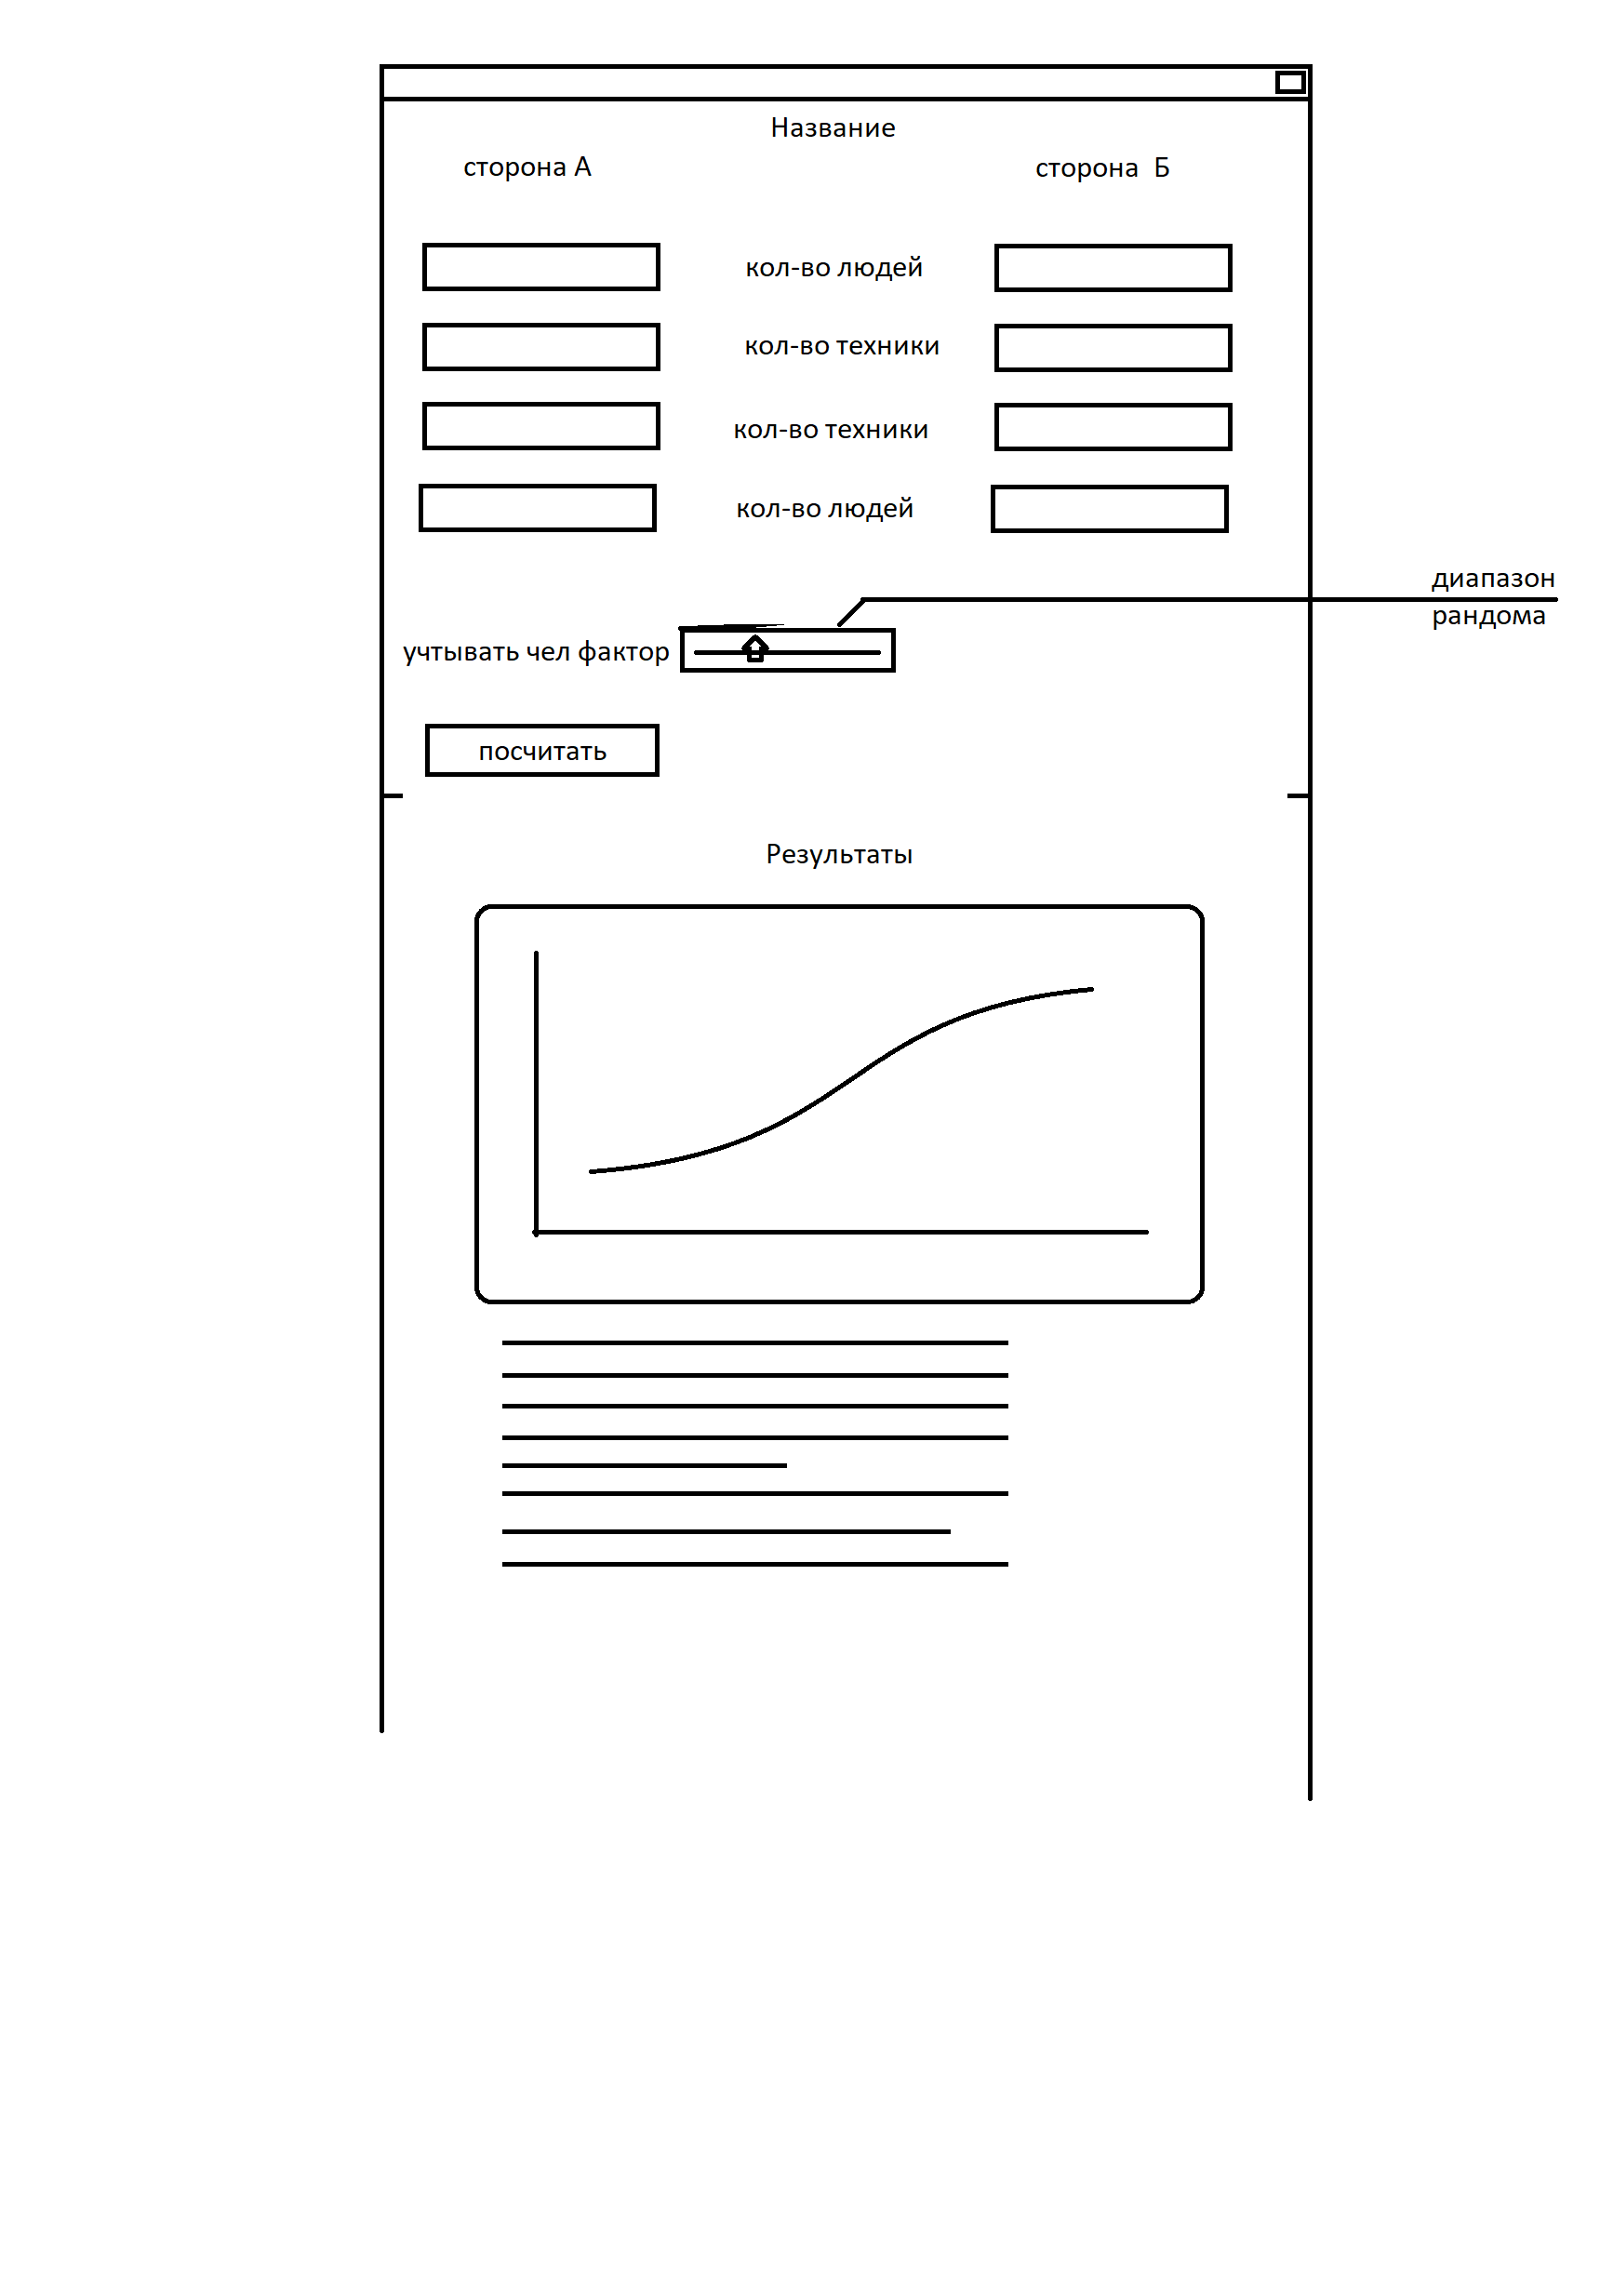 Название
сторона А
сторона  Б
кол-во людей
кол-во техники
кол-во техники
кол-во людей
диапазон
рандома
учтывать чел фактор
посчитать
Результаты